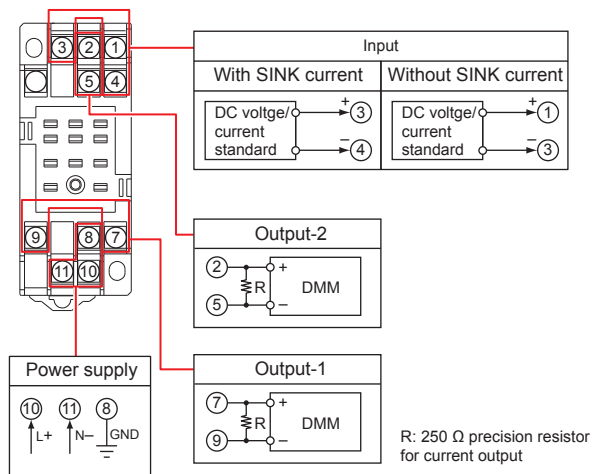 ③ ② ①
⑤ ④
⑨ ⑧ ⑦
⑪ ⑩
Input
With SINK current
Without SINK current
DC voltge/
current
standard
+
③
−
④
DC voltge/
current
standard
+
①
−
③
Output-2
②
+
R
DMM
⑤
−
Output-1
⑦
+
R
DMM
⑨
−
Power supply
⑩ ⑪ ⑧
L+ N− GND
R: 250 Ω precision resistor
for current output